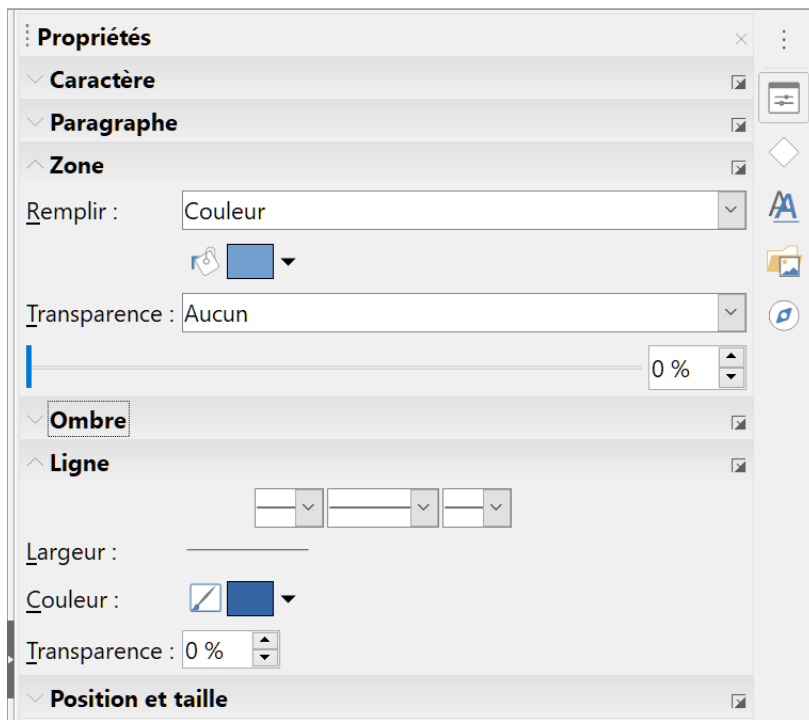 Propriétés
Caractère
Paragraphe
Zone
Remplir : Couleur
Transparence : Aucun
0 %
Ombre
Ligne
Largeur :
Couleur :
Transparence : 0 %
Position et taille